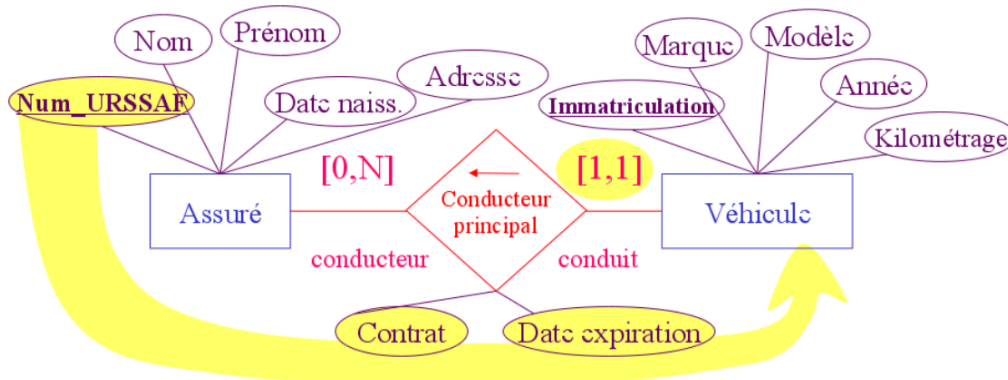 Nom
Prénom
Marque
Modèle
Num_URSSAF
Date naiss.
Adresse
Immatriculation
Année
Kilométrage
[0,N]
[1,1]
Assuré
Conducteur
principal
Véhicule
conducteur
conduit
Contrat
Date expiration